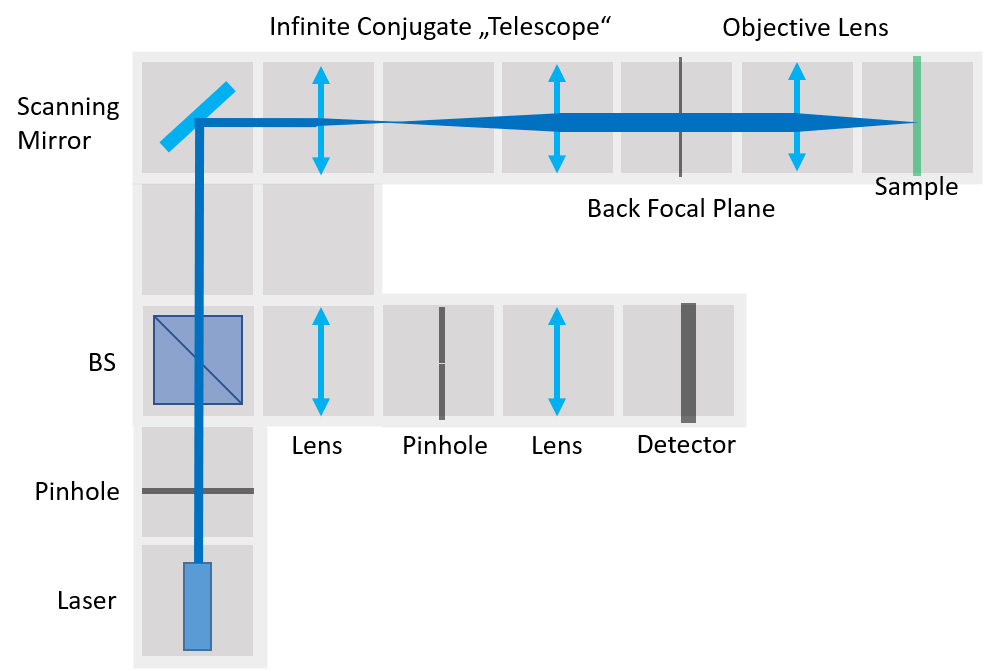 Infinite Conjugate „Telescope“
Objective Lens
Scanning
Mirror
Sample
Back Focal Plane
BS
Lens
Pinhole
Lens
Detector
Pinhole
Laser